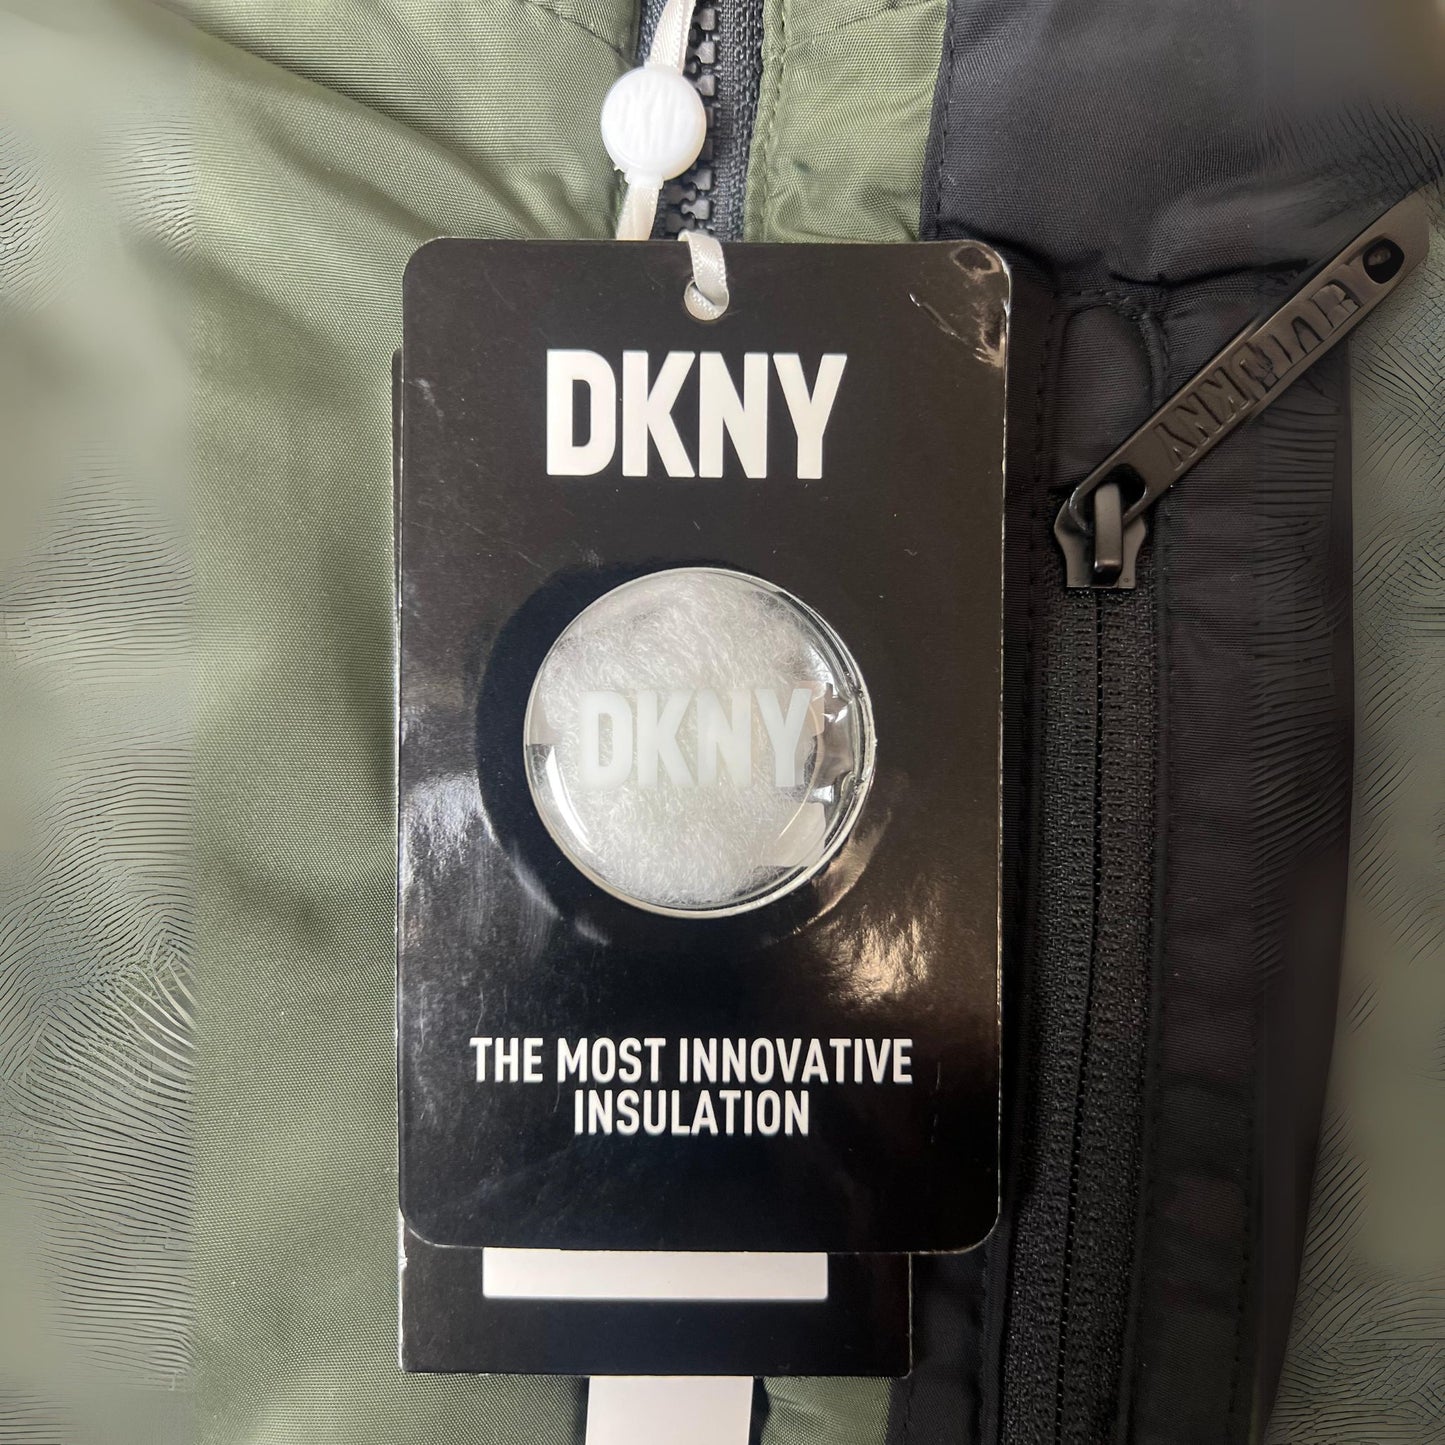 DKNY
DKNY
THE MOST INNOVATIVE
INSULATION